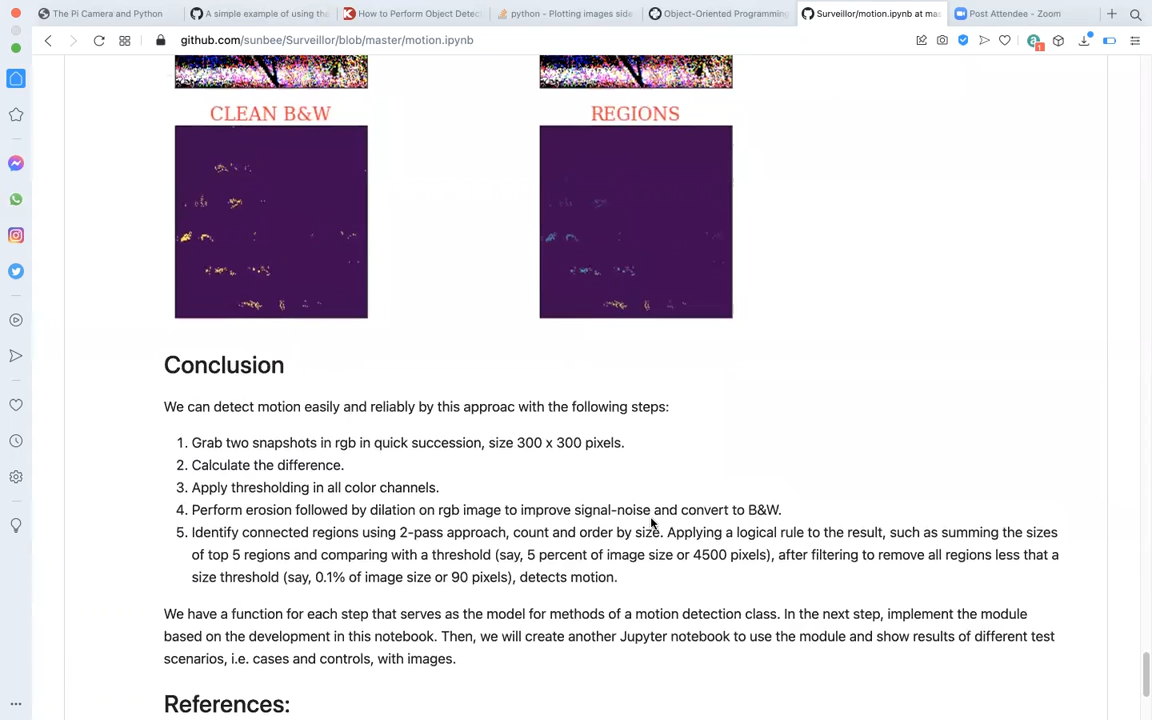 The Pi Camera and Python
A simple example of using the
How to Perform Object Detec
python - Plotting images side
Object-Oriented Programming
Surveillor/motion.ipynb at mas
Post Attendee - Zoom
github.com/sunbee/Surveillor/blob/master/motion.ipynb
1
CLEAN B&W
REGIONS
Conclusion
We can detect motion easily and reliably by this approac with the following steps:
1. Grab two snapshots in rgb in quick succession, size 300 x 300 pixels.
2. Calculate the difference.
3. Apply thresholding in all color channels.
4. Perform erosion followed by dilation on rgb image to improve signal-noise and convert to B&W.
5. Identify connected regions using 2-pass approach, count and order by size. Applying a logical rule to the result, such as summing the sizes
of top 5 regions and comparing with a threshold (say, 5 percent of image size or 4500 pixels), after filtering to remove all regions less that a
size threshold (say, 0.1% of image size or 90 pixels), detects motion.
We have a function for each step that serves as the model for methods of a motion detection class. In the next step, implement the module
based on the development in this notebook. Then, we will create another Jupyter notebook to use the module and show results of different test
scenarios, i.e. cases and controls, with images.
References: